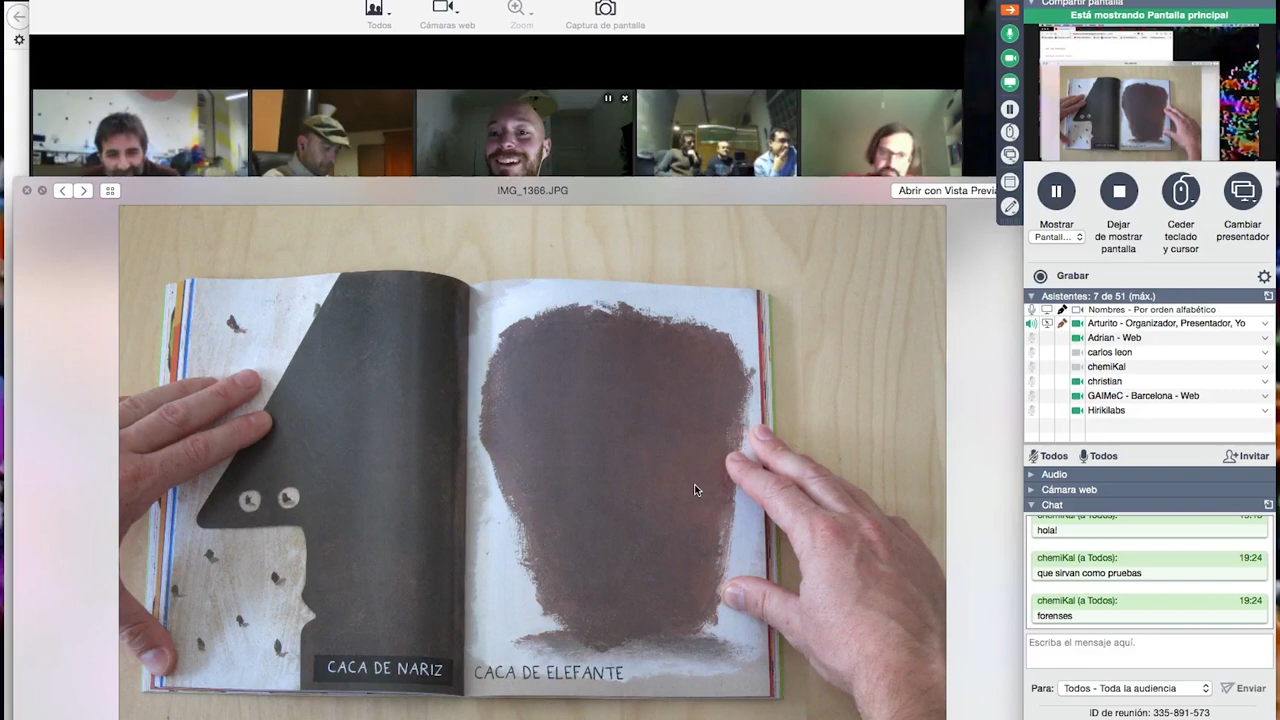 Todos
Cámaras web
Zoom
Captura de pantalla
IMG_1366.JPG
Abrir con Vista Previa
CACA DE NARIZ
CACA DE ELEFANTE
Compartir pantalla
Está mostrando Pantalla principal
Mostrar
Pantall...
Dejar
de mostrar
pantalla
Ceder
teclado
y cursor
Cambiar
presentador
Grabar
Asistentes: 7 de 51 (máx.)
Nombres - Por orden alfabético
Arturito - Organizador, Presentador, Yo
Adrian - Web
carlos leon
chemiKal
christian
GAIMeC - Barcelona - Web
Hirikilabs
Todos
Todos
Invitar
Audio
Cámara web
Chat
chemiKal (a Todos):
hola!
chemiKal (a Todos): 19:24
que sirvan como pruebas
chemiKal (a Todos): 19:24
forenses
Escriba el mensaje aquí.
Para: Todos - Toda la audiencia
Enviar
ID de reunión: 335-891-573